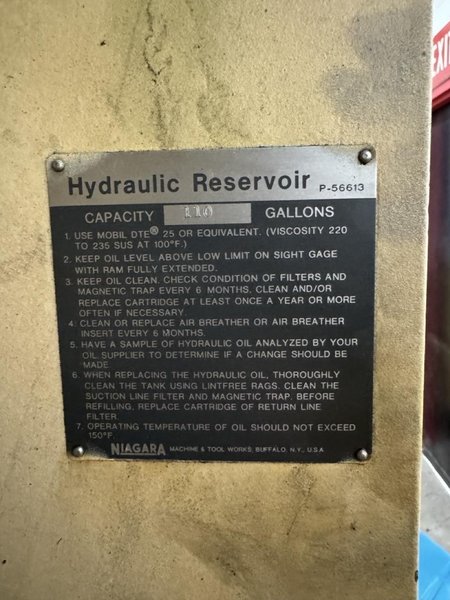 Hydraulic Reservoir P-56613
CAPACITY 110 GALLONS
1. USE MOBIL DTE® 25 OR EQUIVALENT. (VISCOSITY 220
TO 235 SUS AT 100°F.)
2. KEEP OIL LEVEL ABOVE LOW LIMIT ON SIGHT GAGE
WITH RAM FULLY EXTENDED.
3. KEEP OIL CLEAN. CHECK CONDITION OF FILTERS AND
MAGNETIC TRAP EVERY 6 MONTHS. CLEAN AND/OR
REPLACE CARTRIDGE AT LEAST ONCE A YEAR OR MORE
OFTEN IF NECESSARY.
4. CLEAN OR REPLACE AIR BREATHER OR AIR BREATHER
INSERT EVERY 6 MONTHS.
5. HAVE A SAMPLE OF HYDRAULIC OIL ANALYZED BY YOUR
OIL SUPPLIER TO DETERMINE IF A CHANGE SHOULD BE
MADE
6. WHEN REPLACING THE HYDRAULIC OIL, THOROUGHLY
CLEAN THE TANK USING LINTFREE RAGS. CLEAN THE
SUCTION LINE FILTER AND MAGNETIC TRAP. BEFORE
REFILLING, REPLACE CARTRIDGE OF RETURN LINE
FILTER.
7. OPERATING TEMPERATURE OF OIL SHOULD NOT EXCEED
150°F.
NIAGARA MACHINE & TOOL WORKS, BUFFALO, N.Y., U.S.A.
EXI